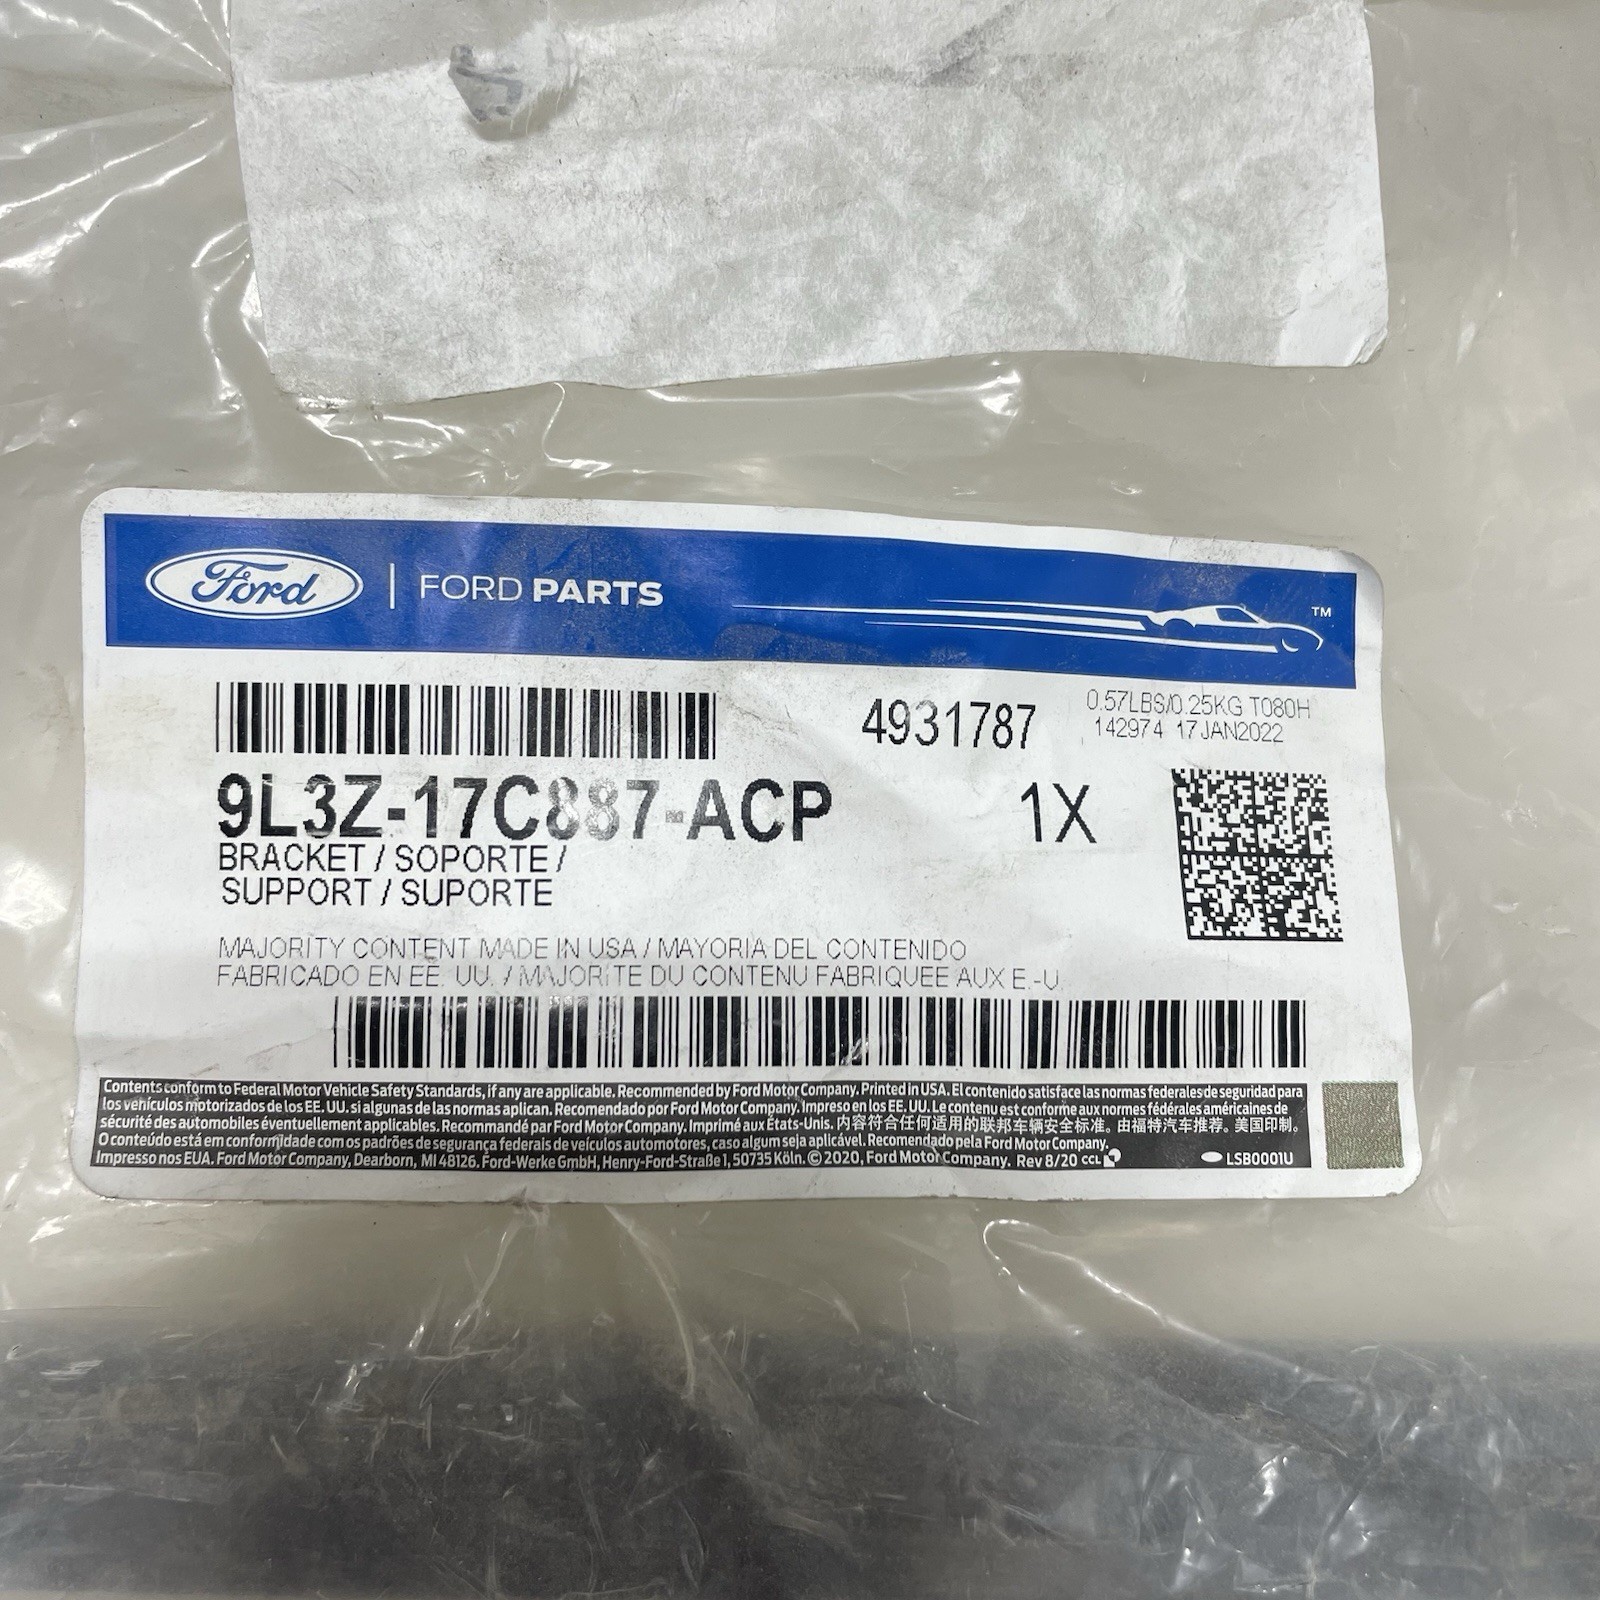 Ford | FORD PARTS
TM
4931787
0.57LBS/0.25KG T080H
142974 17JAN2022
9L3Z-17C887-ACP
1X
BRACKET / SOPORTE /
SUPPORT / SUPORTE
MAJORITY CONTENT MADE IN USA / MAYORIA DEL CONTENIDO
FABRICADO EN EE. UU. / MAJORITE DU CONTENU FABRIQUEE AUX E.-U.
Contents conform to Federal Motor Vehicle Safety Standards, if any are applicable. Recommended by Ford Motor Company. Printed in USA. El contenido satisface las normas federales de seguridad para
los vehículos motorizados de los EE. UU. si algunas de las normas aplican. Recomendado por Ford Motor Company. Impreso en los EE. UU. Le contenu est conforme aux normes fédérales américaines de
sécurité des automobiles éventuellement applicables. Recommandé par Ford Motor Company. Imprimé aux États-Unis. 内容符合任何适用的联邦车辆安全标准。由福特汽车推荐。美国印制。
O conteúdo está em conformidade com os padrões de segurança federais de veículos automotores, caso algum seja aplicável. Recomendado pela Ford Motor Company.
Impresso nos EUA. Ford Motor Company, Dearborn, MI 48126. Ford-Werke GmbH, Henry-Ford-Straße 1, 50735 Köln. © 2020, Ford Motor Company. Rev 8/20 CCL
LSB0001U